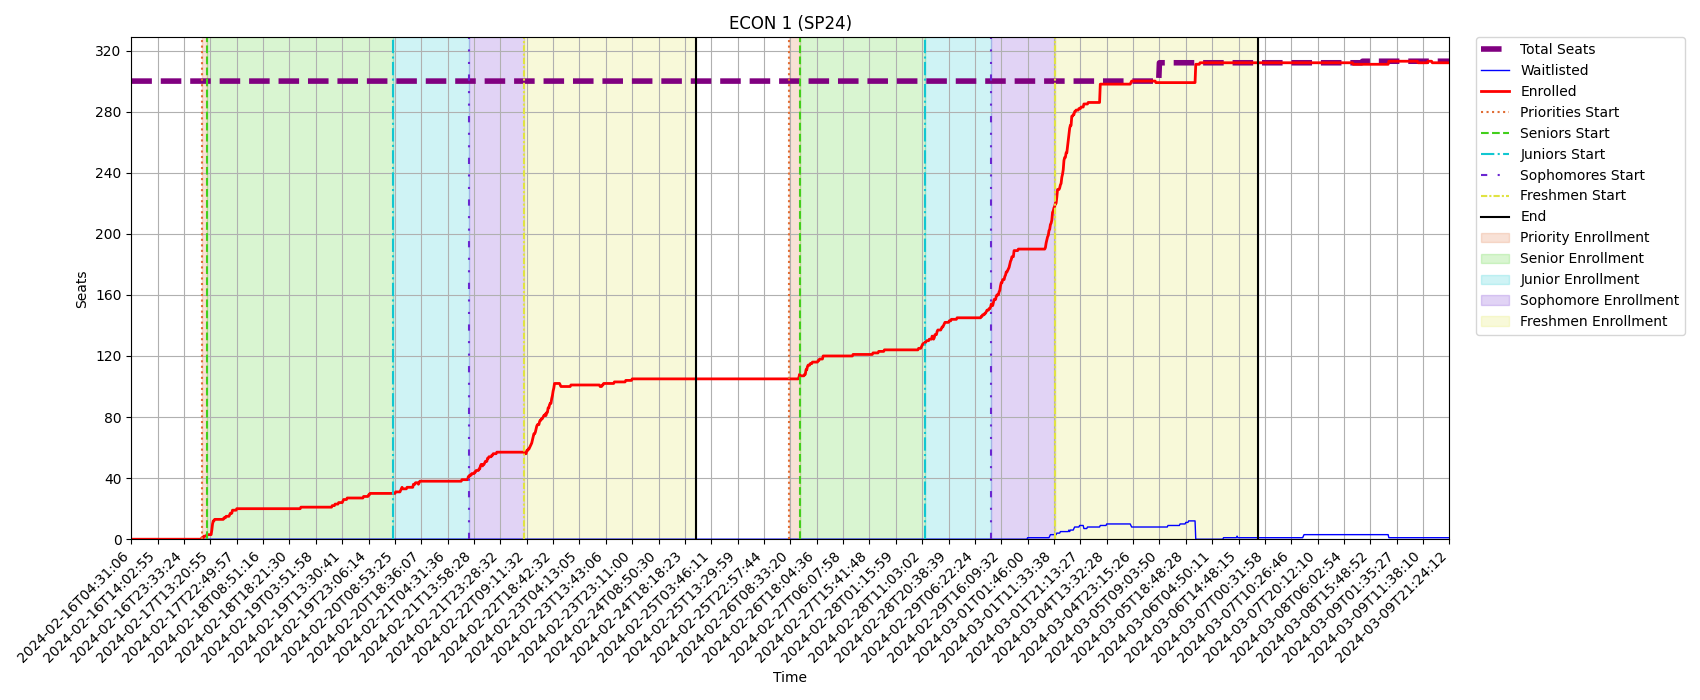 ECON 1 (SP24)
Seats
320
280
240
200
160
120
80
40
0
2024-02-16T04:31:06
2024-02-16T14:02:55
2024-02-16T23:33:24
2024-02-17T13:20:55
2024-02-17T22:49:57
2024-02-18T08:51:16
2024-02-18T18:21:30
2024-02-19T03:51:58
2024-02-19T13:30:41
2024-02-19T23:06:14
2024-02-20T08:53:25
2024-02-20T18:36:07
2024-02-21T04:31:36
2024-02-21T13:58:28
2024-02-21T23:28:32
2024-02-22T09:11:32
2024-02-22T18:42:32
2024-02-23T04:13:05
2024-02-23T13:43:06
2024-02-23T23:11:00
2024-02-24T08:50:30
2024-02-24T18:18:23
2024-02-25T03:46:11
2024-02-25T13:29:59
2024-02-25T22:57:44
2024-02-26T08:33:20
2024-02-26T18:04:36
2024-02-27T06:07:58
2024-02-27T15:41:48
2024-02-28T01:15:59
2024-02-28T11:03:02
2024-02-28T20:38:39
2024-02-29T06:22:24
2024-02-29T16:09:32
2024-03-01T01:46:00
2024-03-01T11:33:38
2024-03-01T21:13:27
2024-03-04T18:32:28
2024-03-04T23:15:26
2024-03-05T09:03:50
2024-03-05T18:48:28
2024-03-06T04:50:11
2024-03-06T14:48:15
2024-03-07T00:31:58
2024-03-07T10:26:46
2024-03-07T20:12:10
2024-03-08T06:02:54
2024-03-08T15:48:52
2024-03-09T01:35:27
2024-03-09T11:38:10
2024-03-09T21:24:12
Time
Total Seats
Waitlisted
Enrolled
Priorities Start
Seniors Start
Juniors Start
Sophomores Start
Freshmen Start
End
Priority Enrollment
Senior Enrollment
Junior Enrollment
Sophomore Enrollment
Freshmen Enrollment